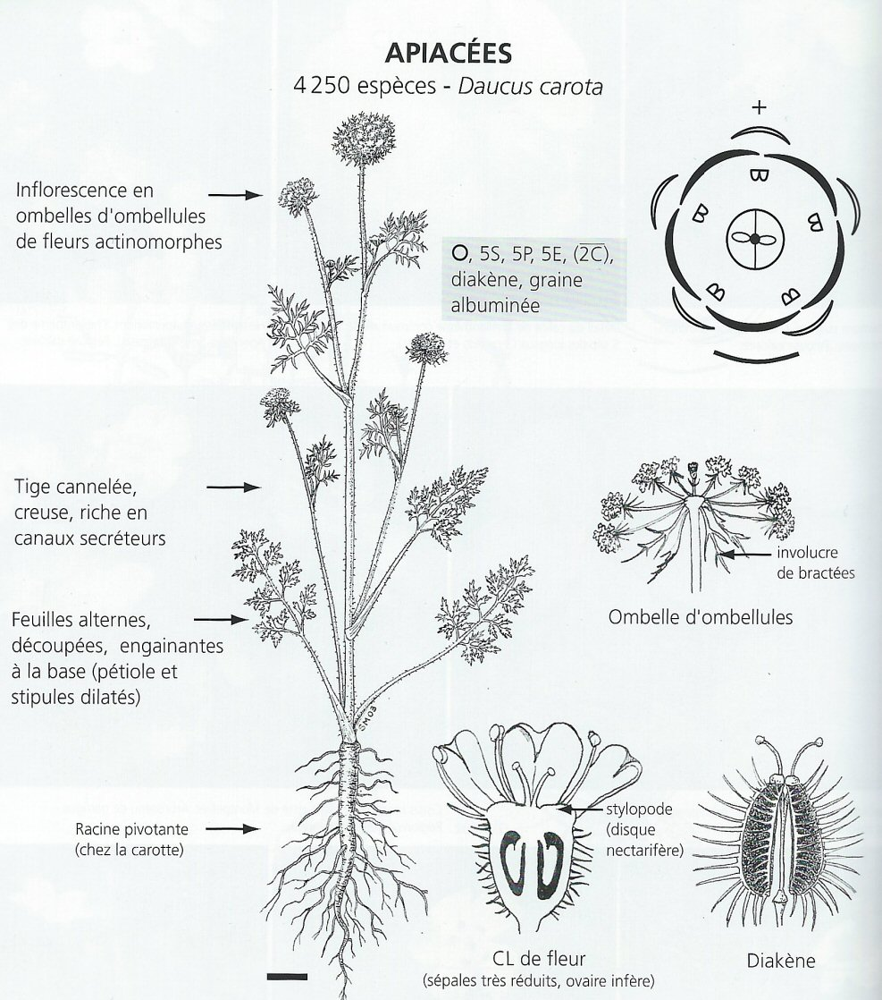 APIACÉES
4 250 espèces - Daucus carota
+
Inflorescence en
ombelles d'ombellules
de fleurs actinomorphes
O, 5S, 5P, 5E, (2C),
diakène, graine
albuminée
Tige cannelée,
creuse, riche en
canaux secréteurs
involucre
de bractées
Ombelle d'ombellules
Feuilles alternes,
découpées, engainantes
à la base (pétiole et
stipules dilatés)
SM03
Racine pivotante
(chez la carotte)
stylopode
(disque
nectarifère)
CL de fleur
(sépales très réduits, ovaire infère)
Diakène